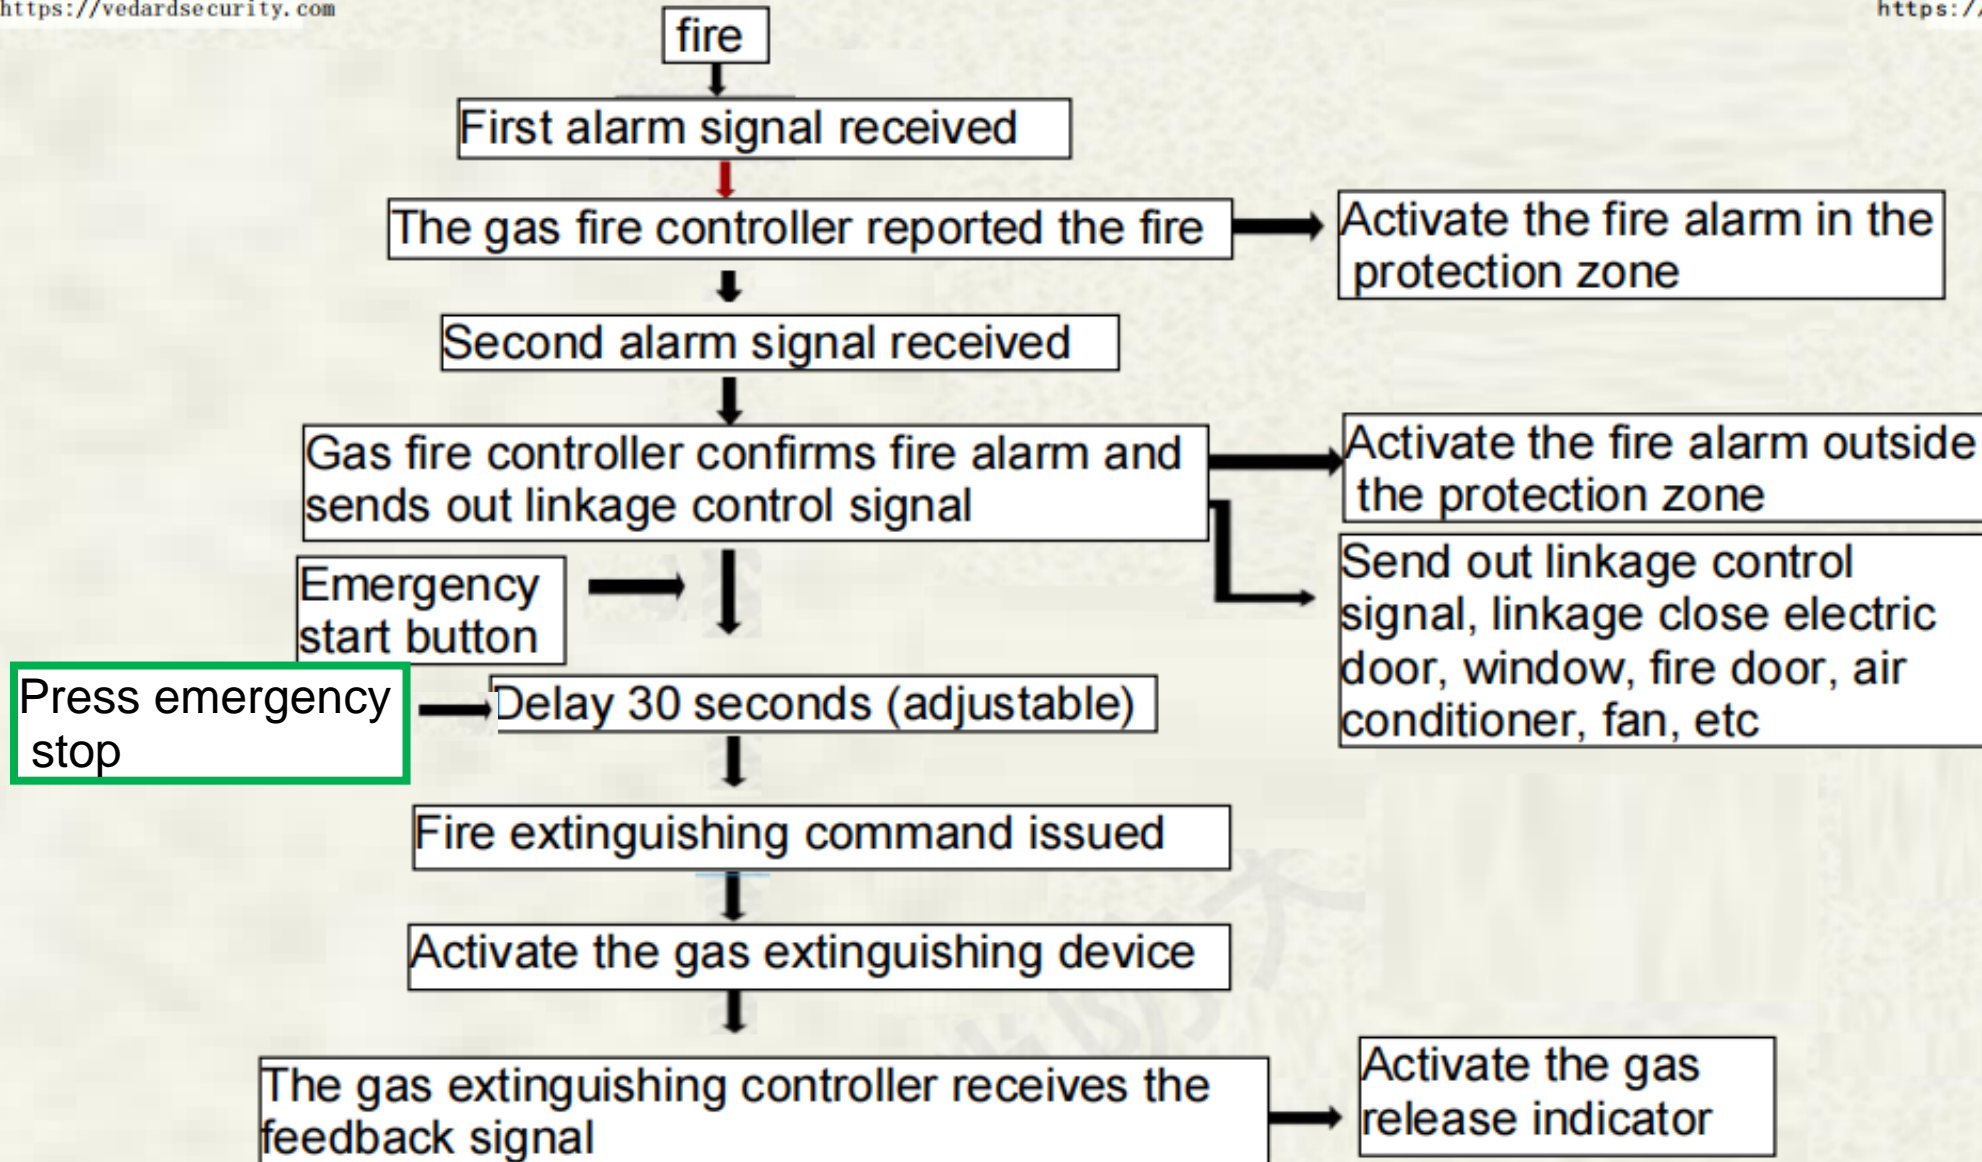 https://vedardsecurity.com
https://
fire
First alarm signal received
The gas fire controller reported the fire
Activate the fire alarm in the
protection zone
Second alarm signal received
Gas fire controller confirms fire alarm and
sends out linkage control signal
Activate the fire alarm outside
the protection zone
Emergency
start button
Send out linkage control
signal, linkage close electric
door, window, fire door, air
conditioner, fan, etc
Press emergency
stop
Delay 30 seconds (adjustable)
Fire extinguishing command issued
Activate the gas extinguishing device
The gas extinguishing controller receives the
feedback signal
Activate the gas
release indicator